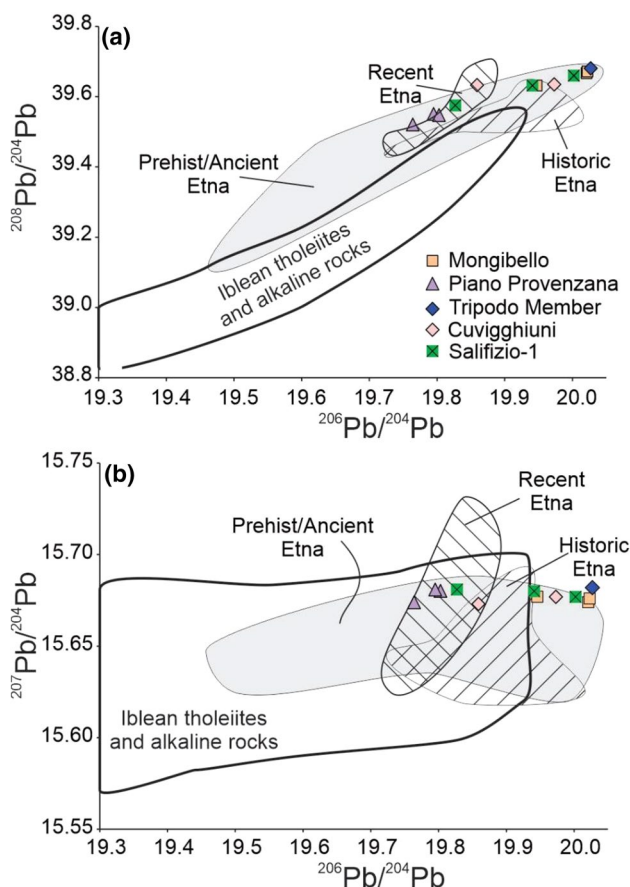 (a)
39.8
39.6
39.4
39.2
39.0
38.8
208Pb/204Pb
Recent
Etna
Prehist/Ancient
Etna
Historic
Etna
Iblean tholeiites
and alkaline rocks
Mongibello
Piano Provenzana
Tripodo Member
Cuvigghiuni
Salifizio-1
19.3 19.4 19.5 19.6 19.7 19.8 19.9 20.0
206Pb/204Pb
(b)
15.75
15.70
15.65
15.60
15.55
207Pb/204Pb
Recent
Etna
Prehist/Ancient
Etna
Historic
Etna
Iblean tholeiites
and alkaline rocks
19.3 19.4 19.5 19.6 19.7 19.8 19.9 20.0
206Pb/204Pb